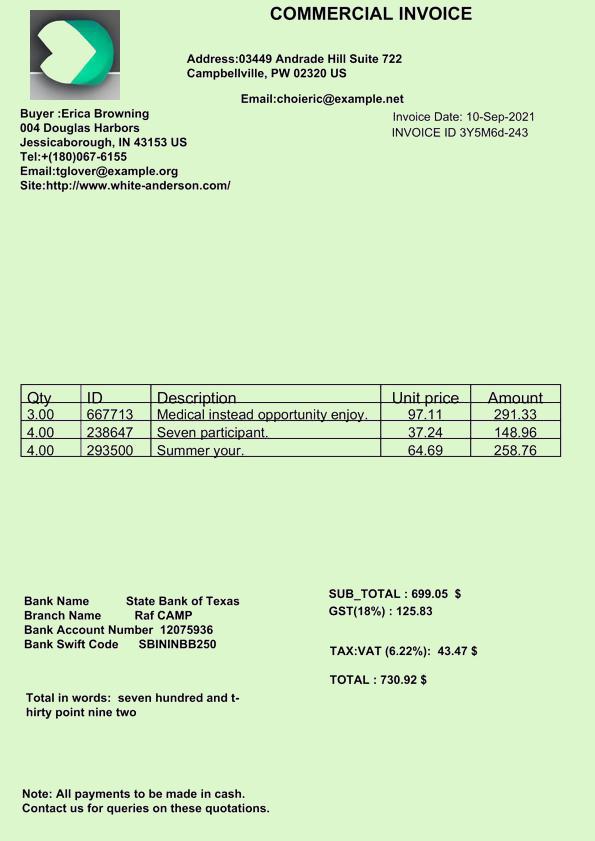 COMMERCIAL INVOICE
Address:03449 Andrade Hill Suite 722
Campbellville, PW 02320 US
Email:choieric@example.net
Buyer :Erica Browning
004 Douglas Harbors
Jessicaborough, IN 43153 US
Tel:+(180)067-6155
Email:tglover@example.org
Site:http://www.white-anderson.com/
Invoice Date: 10-Sep-2021
INVOICE ID 3Y5M6d-243
Qty ID Description Unit price Amount
3.00 667713 Medical instead opportunity enjoy. 97.11 291.33
4.00 238647 Seven participant. 37.24 148.96
4.00 293500 Summer your. 64.69 258.76
Bank Name State Bank of Texas
Branch Name Raf CAMP
Bank Account Number 12075936
Bank Swift Code SBININBB250
SUB_TOTAL : 699.05 $
GST(18%) : 125.83
TAX:VAT (6.22%): 43.47 $
TOTAL : 730.92 $
Total in words: seven hundred and t-
hirty point nine two
Note: All payments to be made in cash.
Contact us for queries on these quotations.